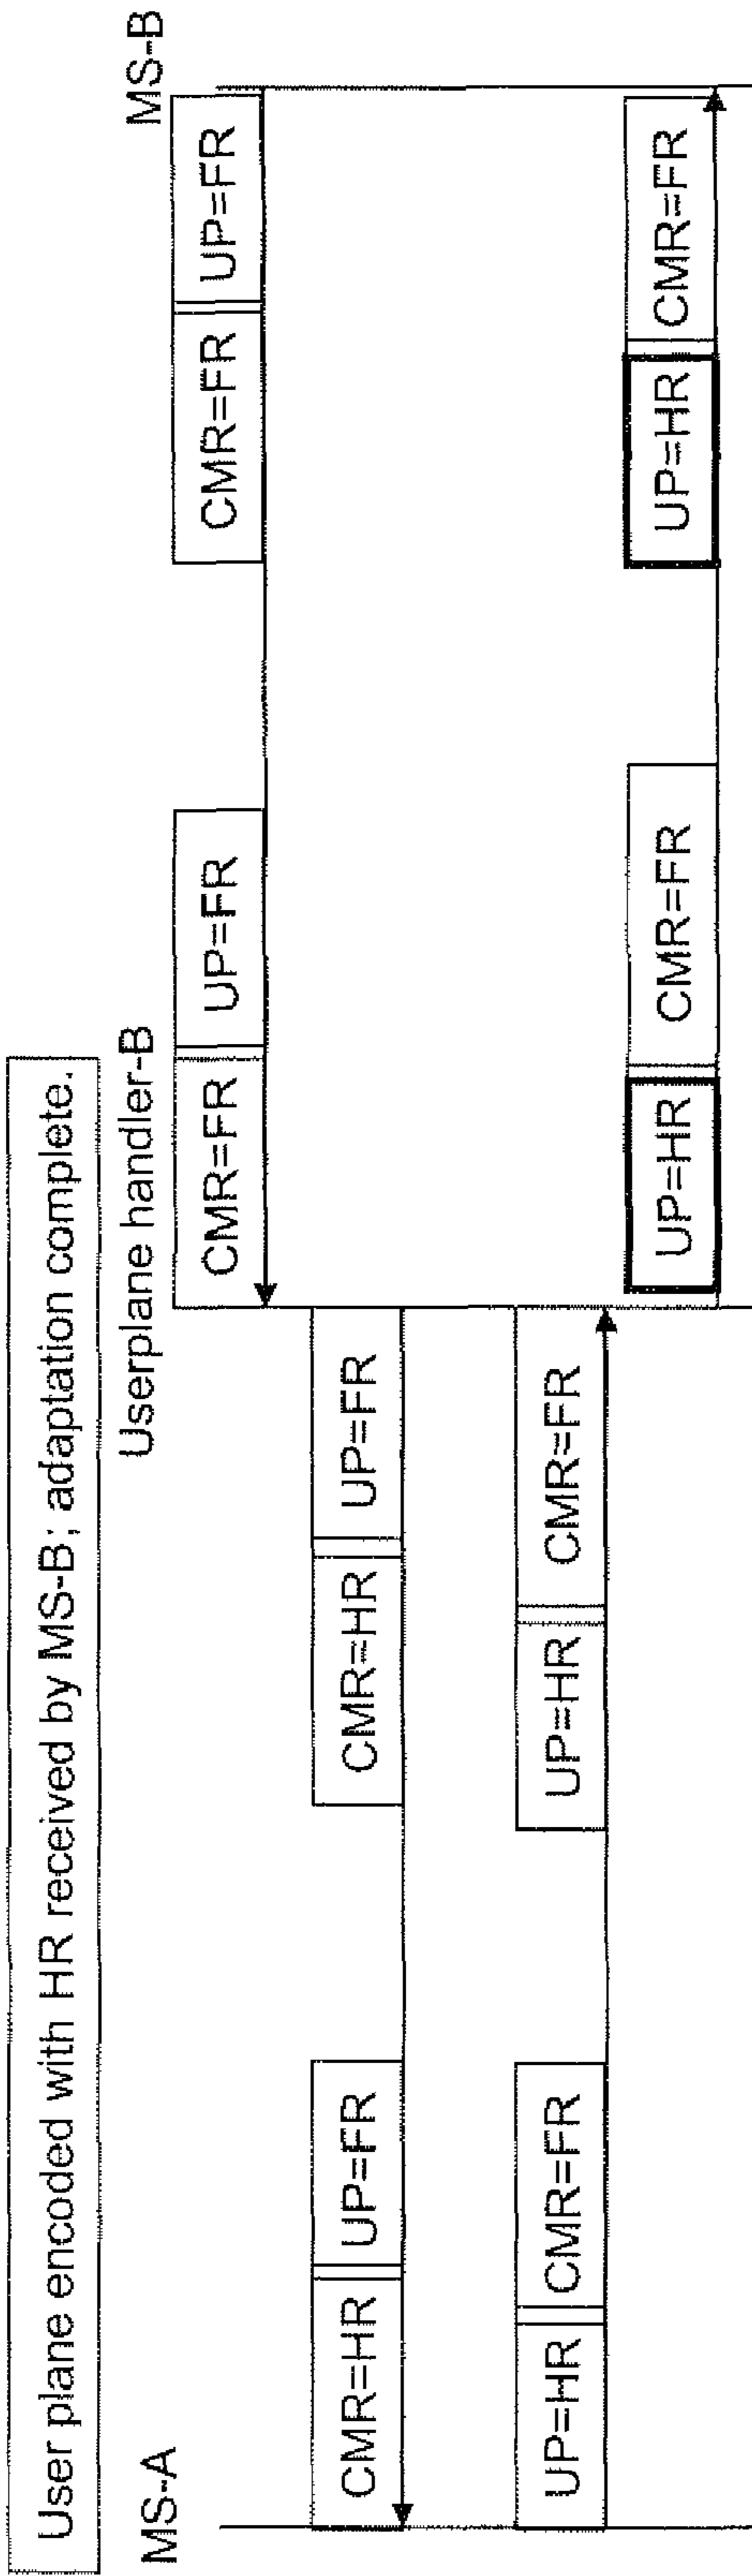 User plane encoded with HR received by MS-B; adaptation complete.
MS-A
Userplane handler-B
MS-B
CMR=FR
UP=FR
CMR=FR
UP=FR
CMR=HR
UP=FR
CMR=HR
UP=FR
UP=HR
CMR=FR
UP=HR
CMR=FR
UP=HR
CMR=FR
UP=HR
CMR=FR